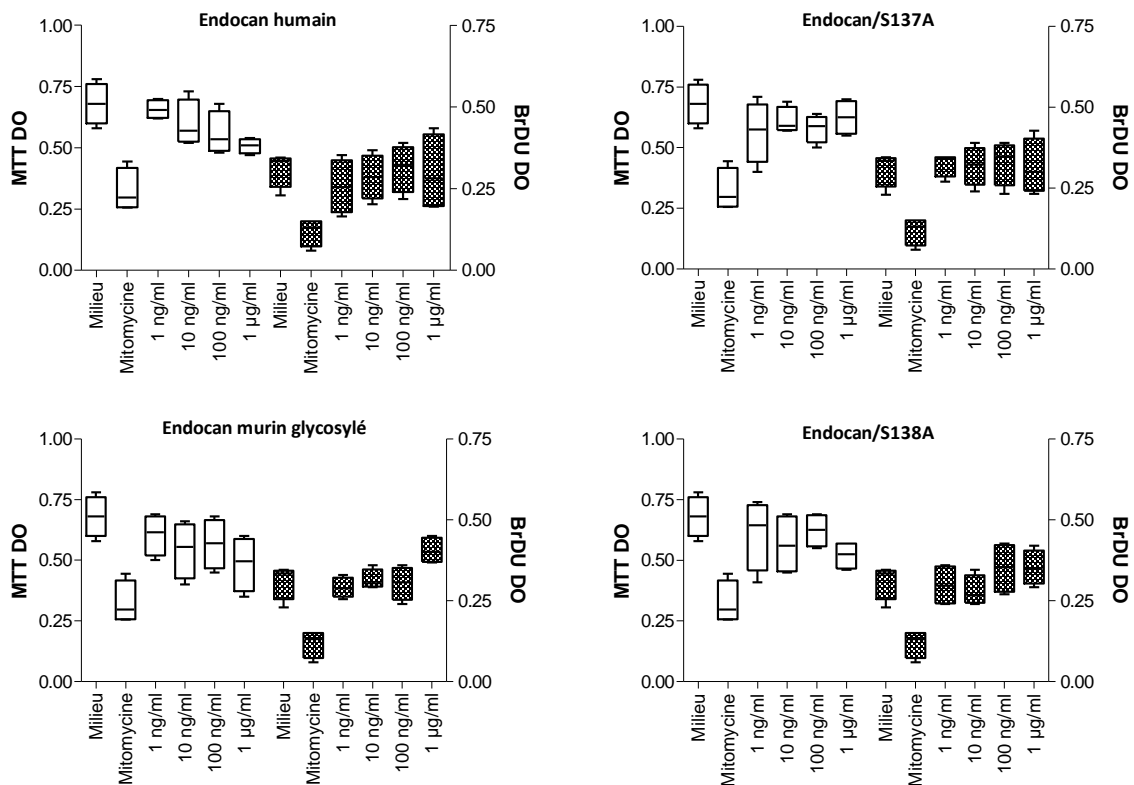 Endocan humain
1.00
0.75
0.50
0.25
0.00
MTT DO
0.75
0.50
0.25
0.00
BrDU DO
Milieu
Mitomycine
1 ng/ml
10 ng/ml
100 ng/ml
1 µg/ml
Milieu
Mitomycine
1 ng/ml
10 ng/ml
100 ng/ml
1 µg/ml
Endocan/S137A
1.00
0.75
0.50
0.25
0.00
MTT DO
0.75
0.50
0.25
0.00
BrDU DO
Milieu
Mitomycine
1 ng/ml
10 ng/ml
100 ng/ml
1 µg/ml
Milieu
Mitomycine
1 ng/ml
10 ng/ml
100 ng/ml
1 µg/ml
Endocan murin glycosylé
1.00
0.75
0.50
0.25
0.00
MTT DO
0.75
0.50
0.25
0.00
BrDU DO
Milieu
Mitomycine
1 ng/ml
10 ng/ml
100 ng/ml
1 µg/ml
Milieu
Mitomycine
1 ng/ml
10 ng/ml
100 ng/ml
1 µg/ml
Endocan/S138A
1.00
0.75
0.50
0.25
0.00
MTT DO
0.75
0.50
0.25
0.00
BrDU DO
Milieu
Mitomycine
1 ng/ml
10 ng/ml
100 ng/ml
1 µg/ml
Milieu
Mitomycine
1 ng/ml
10 ng/ml
100 ng/ml
1 µg/ml